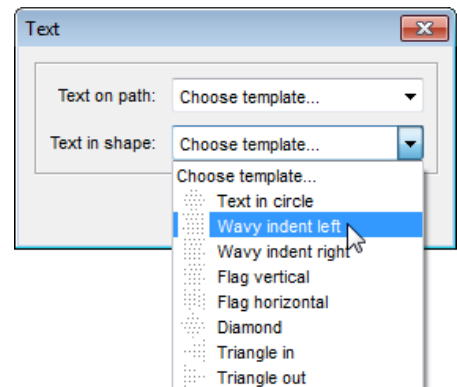 Text
Text on path: Choose template...
Text in shape: Choose template...
Choose template...
Text in circle
Wavy indent left
Wavy indent right
Flag vertical
Flag horizontal
Diamond
Triangle in
Triangle out